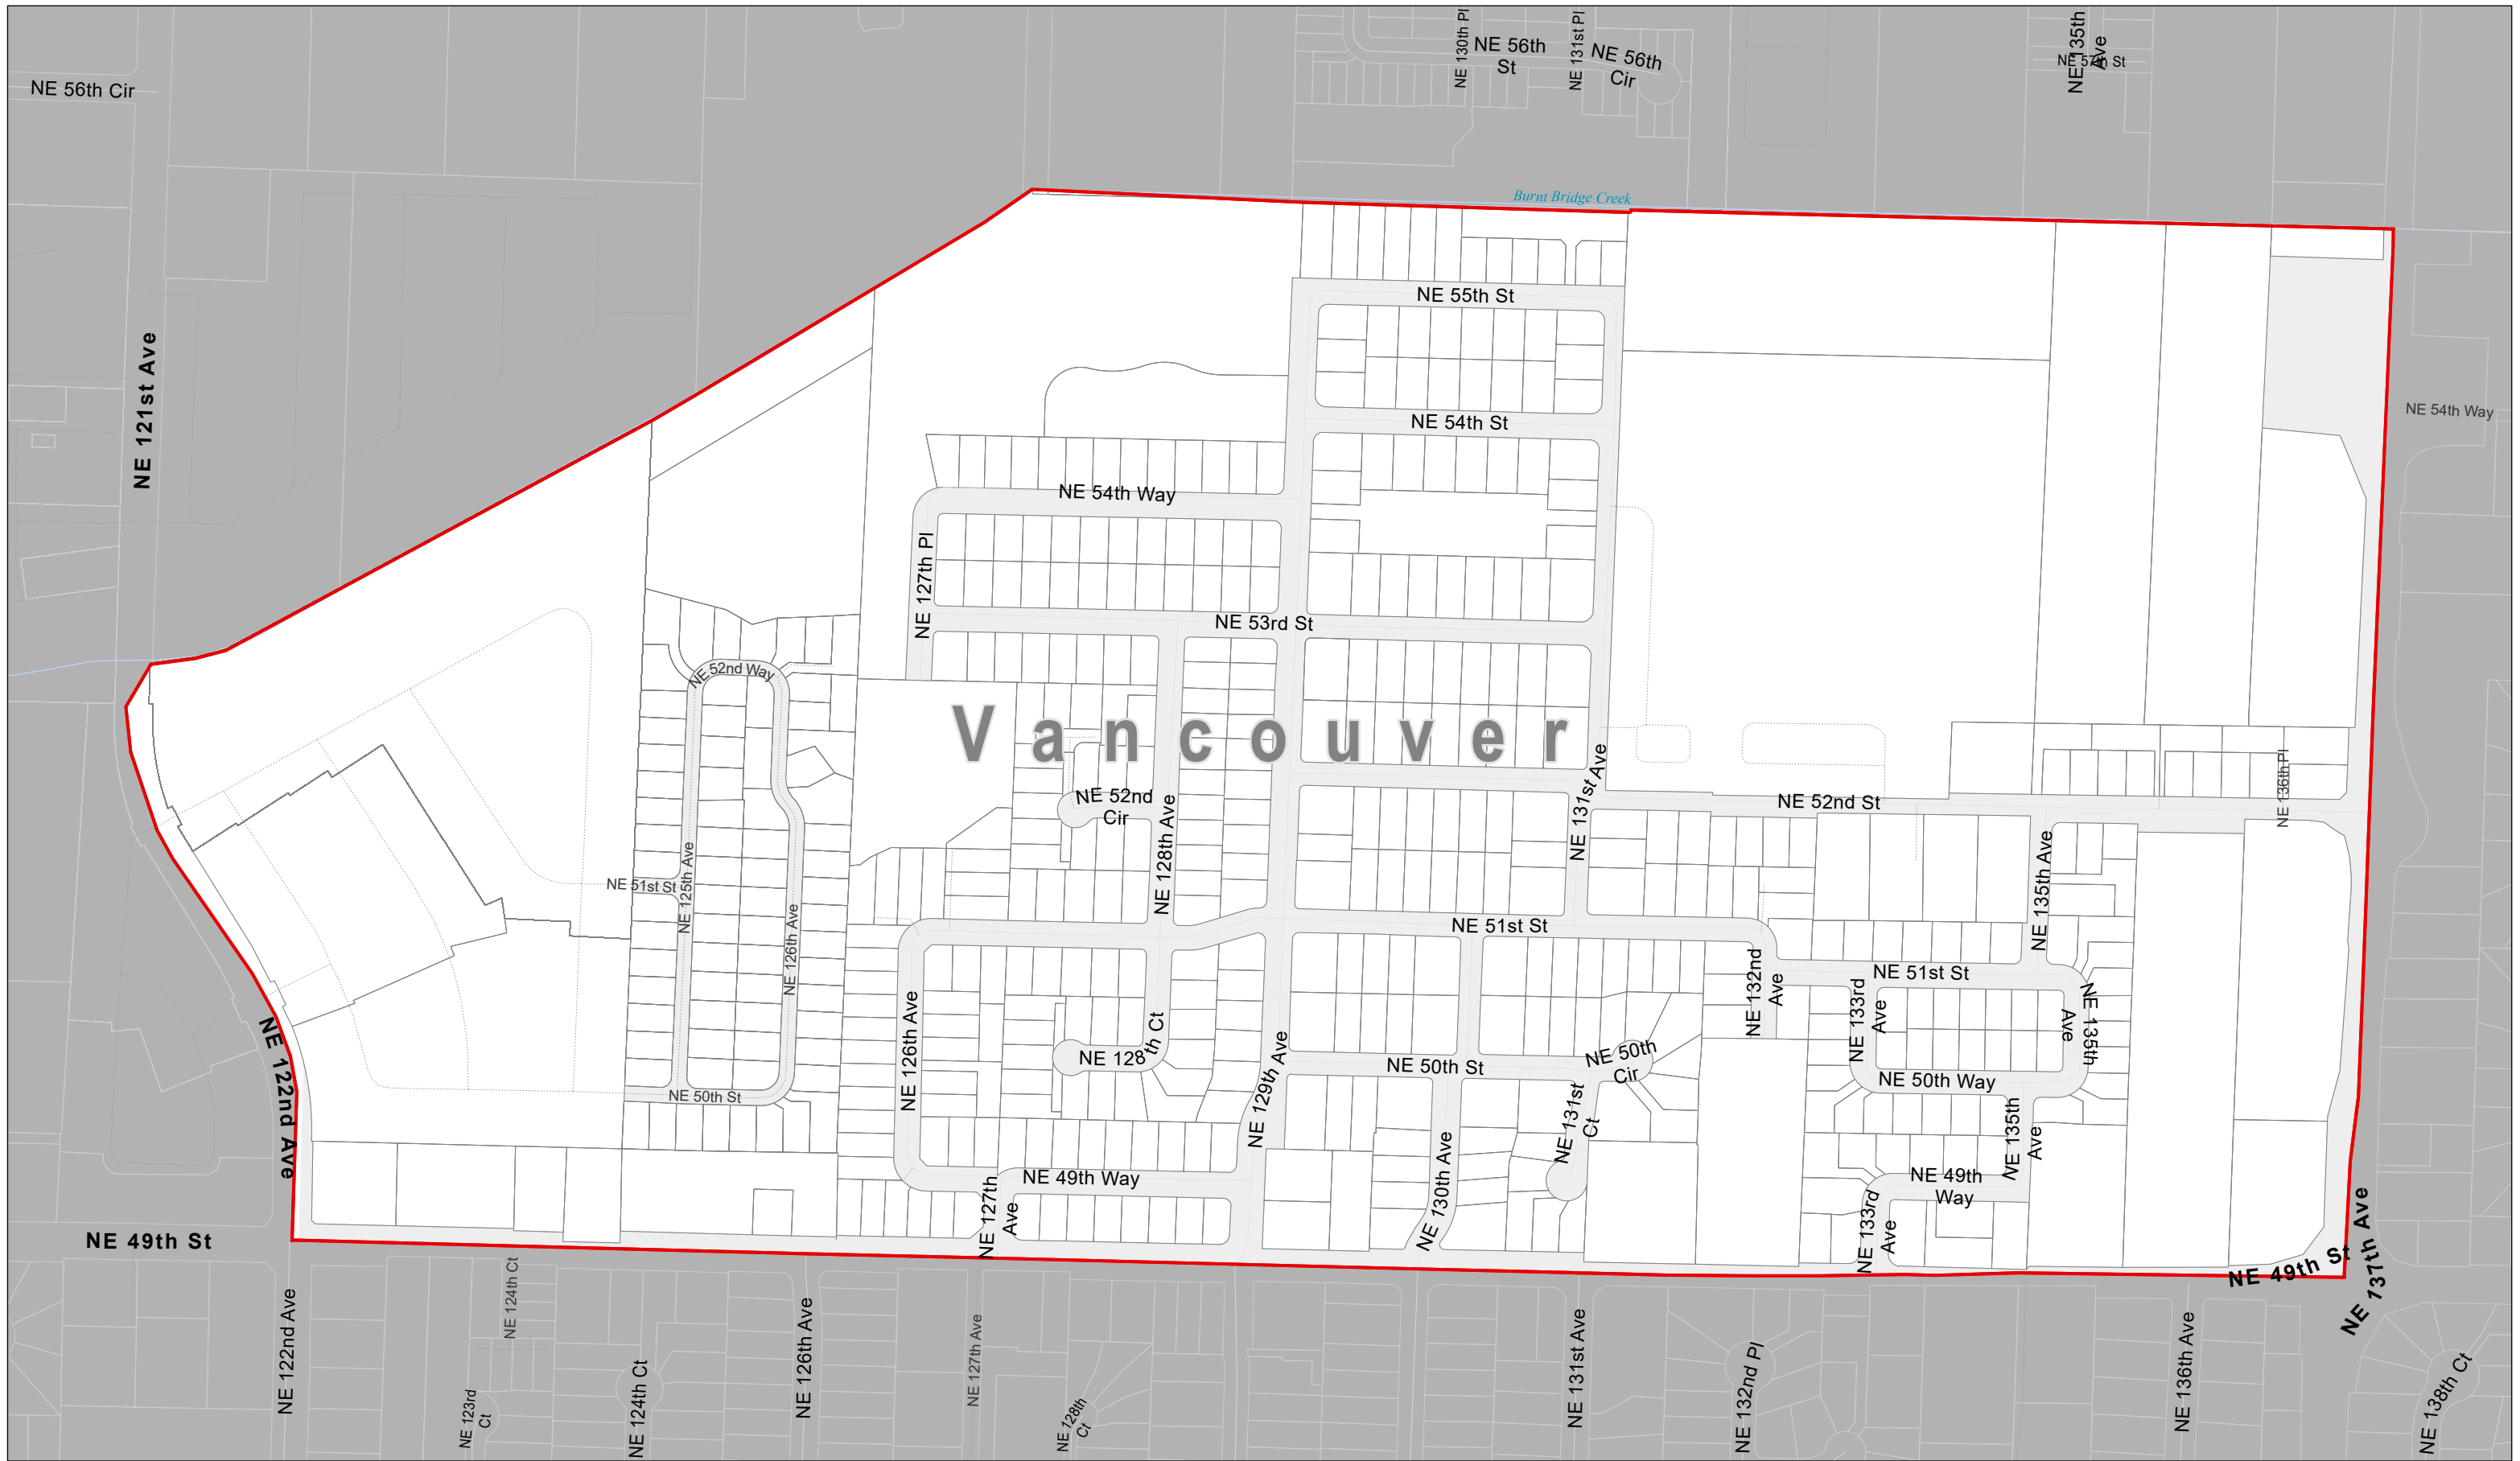 NE 130th Pl
NE 131st Pl
NE 135th
Ave
NE 56th
St
NE 56th
Cir
NE 57th St
NE 56th Cir
Burnt Bridge Creek
NE 55th St
NE 121st Ave
NE 54th Way
NE 54th St
NE 54th Way
NE 127th Pl
NE 53rd St
NE 52nd Way
Vancouver
NE 131st Ave
NE 136th Pl
NE 52nd
Cir
NE 52nd St
NE 128th Ave
NE 125th Ave
NE 51st St
NE 135th Ave
NE 126th Ave
NE 51st St
NE 132nd
Ave
NE 51st St
NE 133rd
Ave
NE 135th
Ave
NE 126th Ave
NE 128th Ct
NE 129th Ave
NE 50th St
NE 50th
Cir
NE 122nd Ave
NE 50th St
NE 50th Way
NE 131st
Ct
NE 135th
Ave
NE 130th Ave
NE 49th Way
NE 127th
Ave
NE 49th
Way
NE 133rd
Ave
NE 49th St
NE 49th St
NE 137th Ave
NE 122nd Ave
NE 124th Ct
NE 123rd
Ct
NE 124th Ct
NE 126th Ave
NE 127th Ave
NE 128th
Ct
NE 131st Ave
NE 132nd Pl
NE 136th Ave
NE 138th Ct